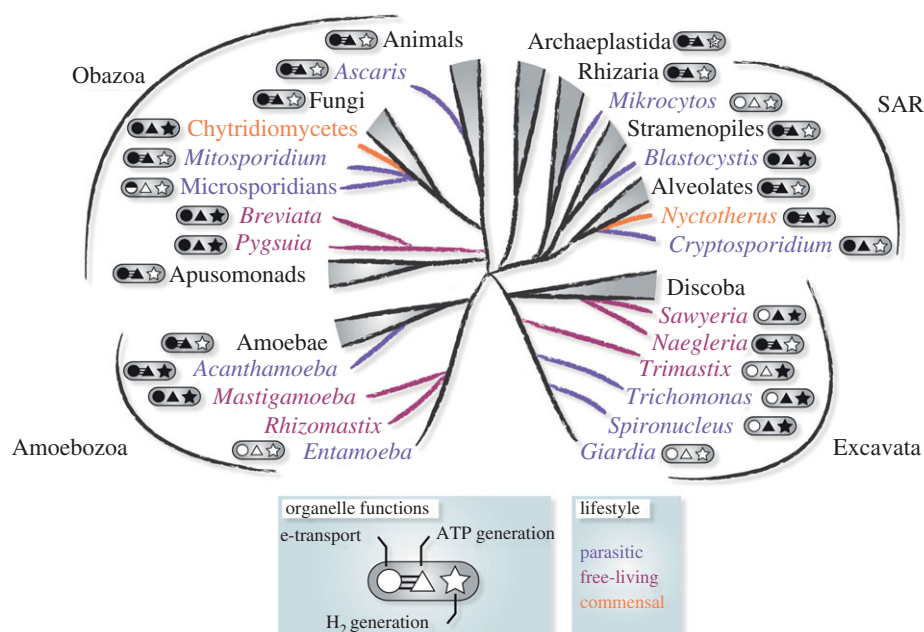 Obazoa
Animals
Ascaris
Fungi
Chytridiomycetes
Mitosporidium
Microsporidians
Breviata
Pygsuia
Apusomonads
Archaeplastida
Rhizaria
Mikrocytos
SAR
Stramenopiles
Blastocystis
Alveolates
Nyctotherus
Cryptosporidium
Amoebae
Acanthamoeba
Mastigamoeba
Rhizomastix
Amoebozoa
Entamoeba
Discoba
Sawyeria
Naegleria
Trimastix
Trichomonas
Spironucleus
Giardia
Excavata
organelle functions
e-transport
ATP generation
H2 generation
lifestyle
parasitic
free-living
commensal